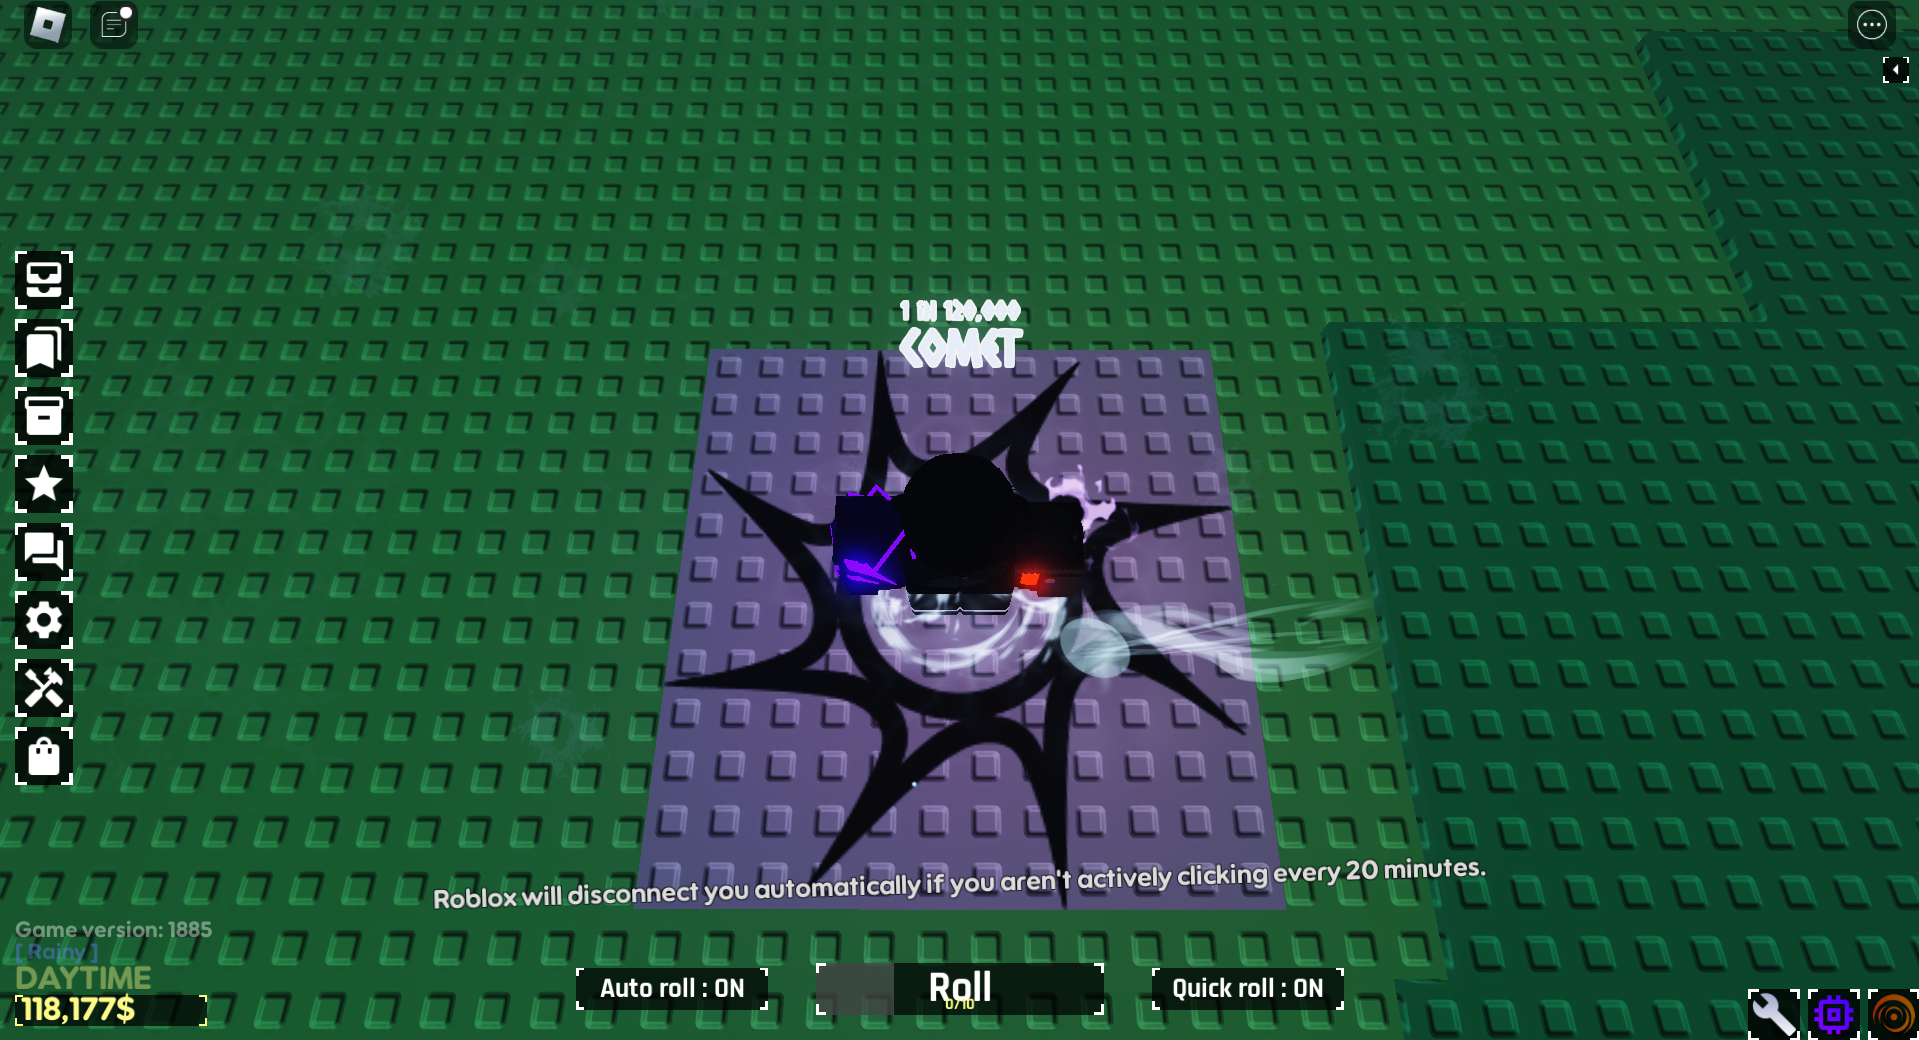 1 IN 120,000
COMET
Roblox will disconnect you automatically if you aren't actively clicking every 20 minutes.
Game version: 1885
[ Rainy ]
DAYTIME
118,177$
Auto roll : ON
Roll
0/10
Quick roll : ON